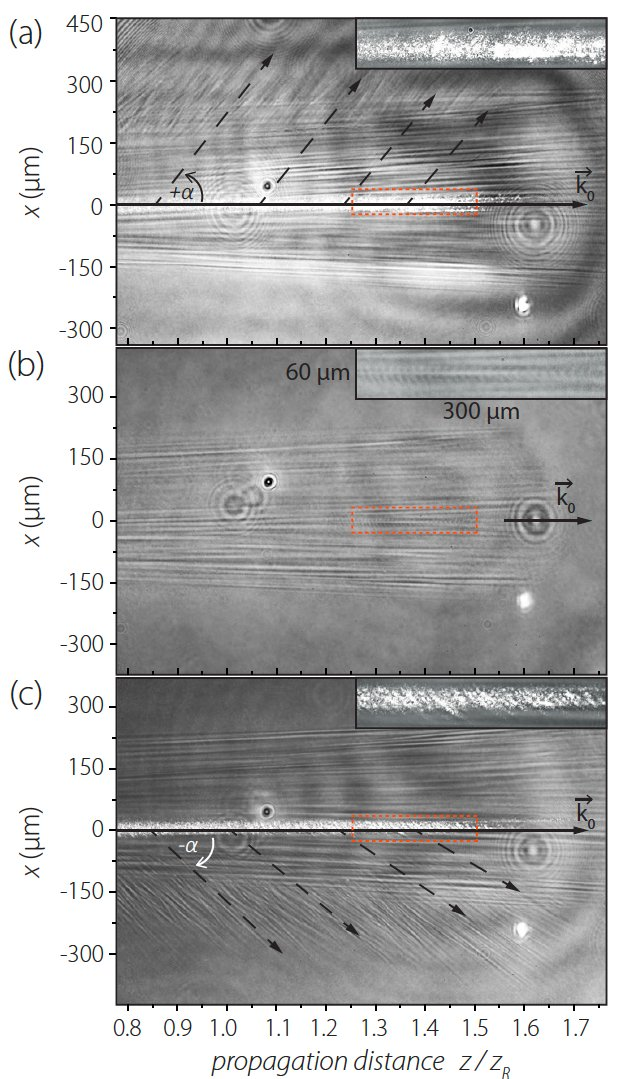 (a)
450
300
150
0
-150
-300
x (µm)
+α
k₀
(b)
60 µm
300 µm
300
150
0
-150
-300
x (µm)
k₀
(c)
300
150
0
-150
-300
x (µm)
-α
k₀
0.8 0.9 1.0 1.1 1.2 1.3 1.4 1.5 1.6 1.7
propagation distance z / z_R